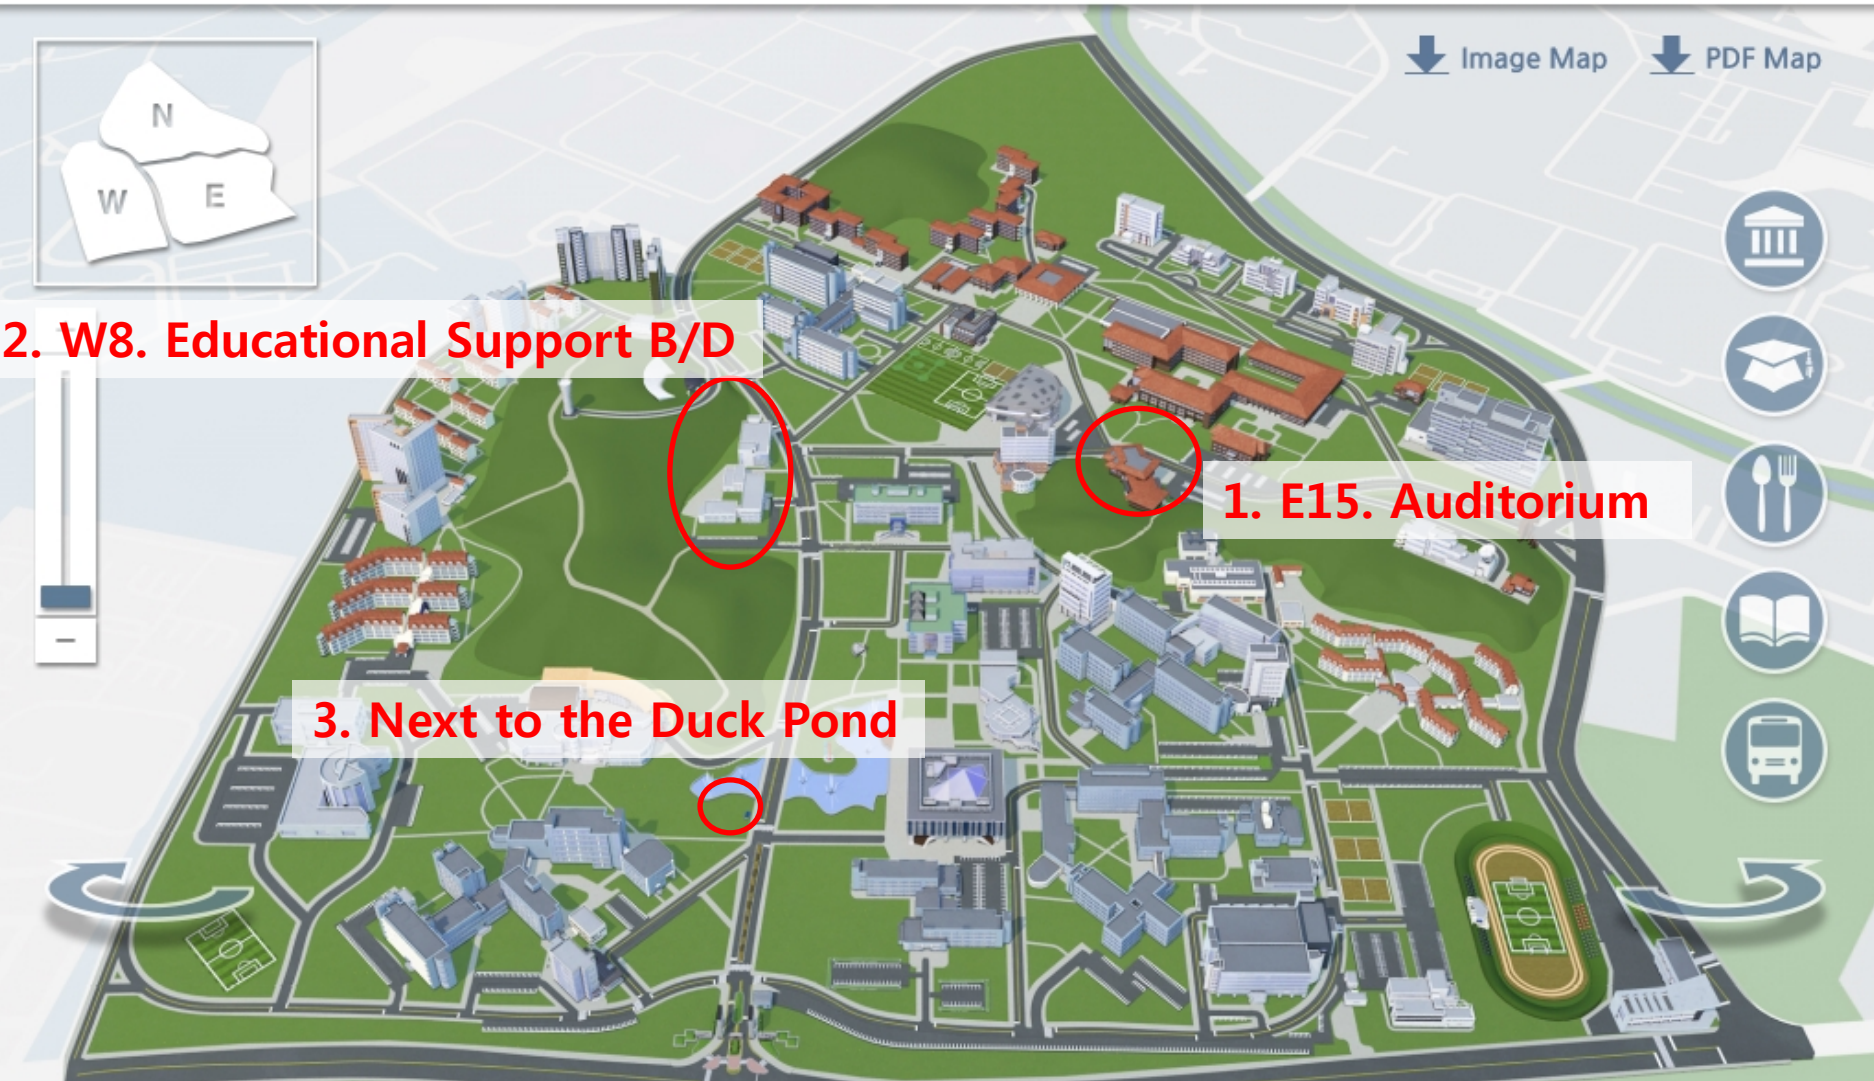 Image Map
PDF Map
N
W
E
2. W8. Educational Support B/D
1. E15. Auditorium
3. Next to the Duck Pond